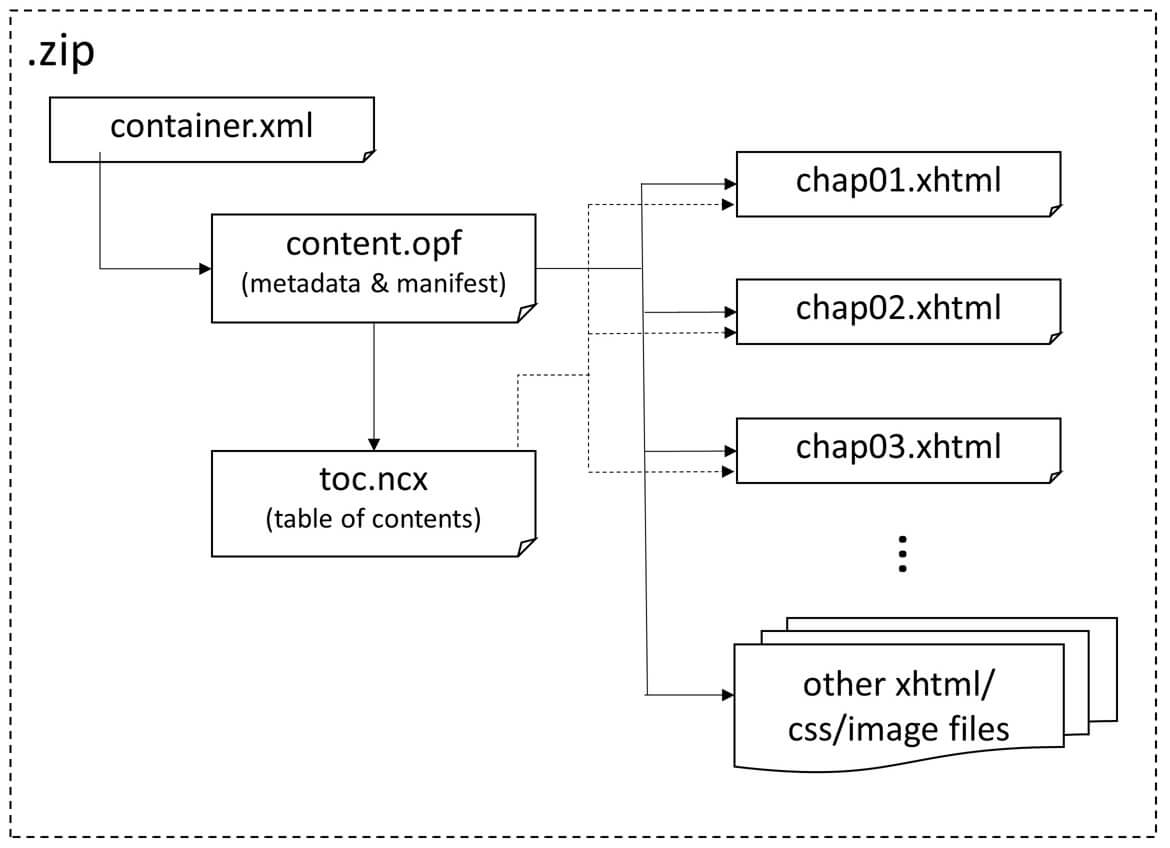 .zip
container.xml
content.opf
(metadata & manifest)
toc.ncx
(table of contents)
chap01.xhtml
chap02.xhtml
chap03.xhtml
other xhtml/
css/image files